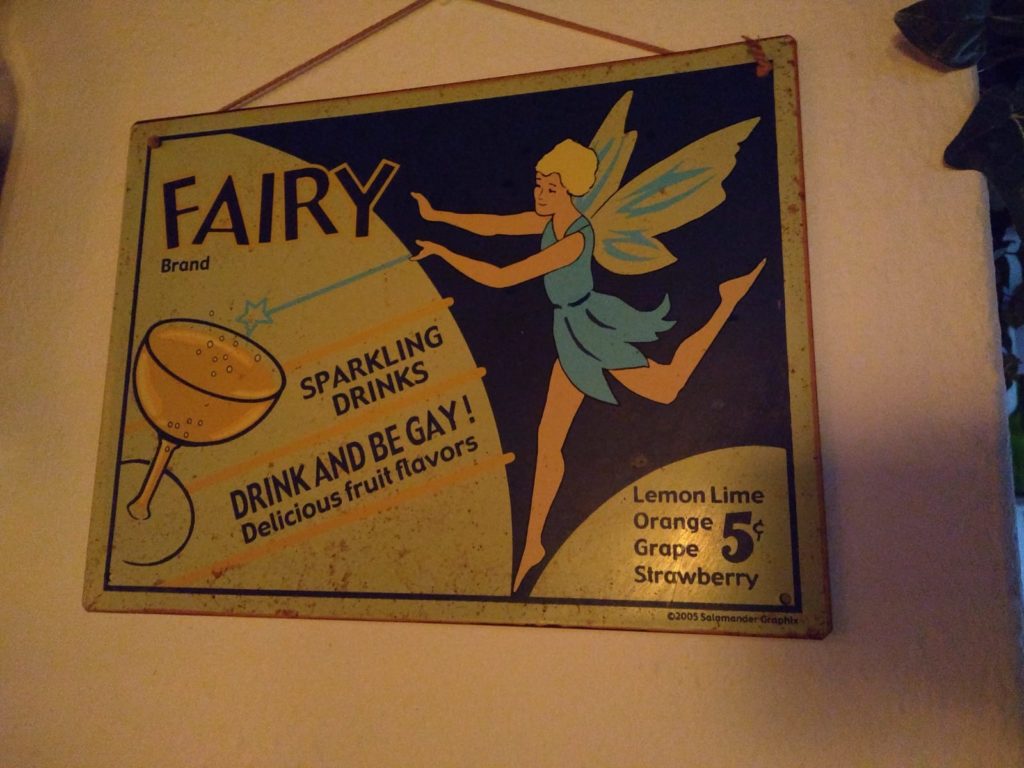 FAIRY
Brand
SPARKLING
DRINKS
DRINK AND BE GAY!
Delicious fruit flavors
Lemon Lime
Orange
Grape
Strawberry
5¢
©2005 Salamander Graphix